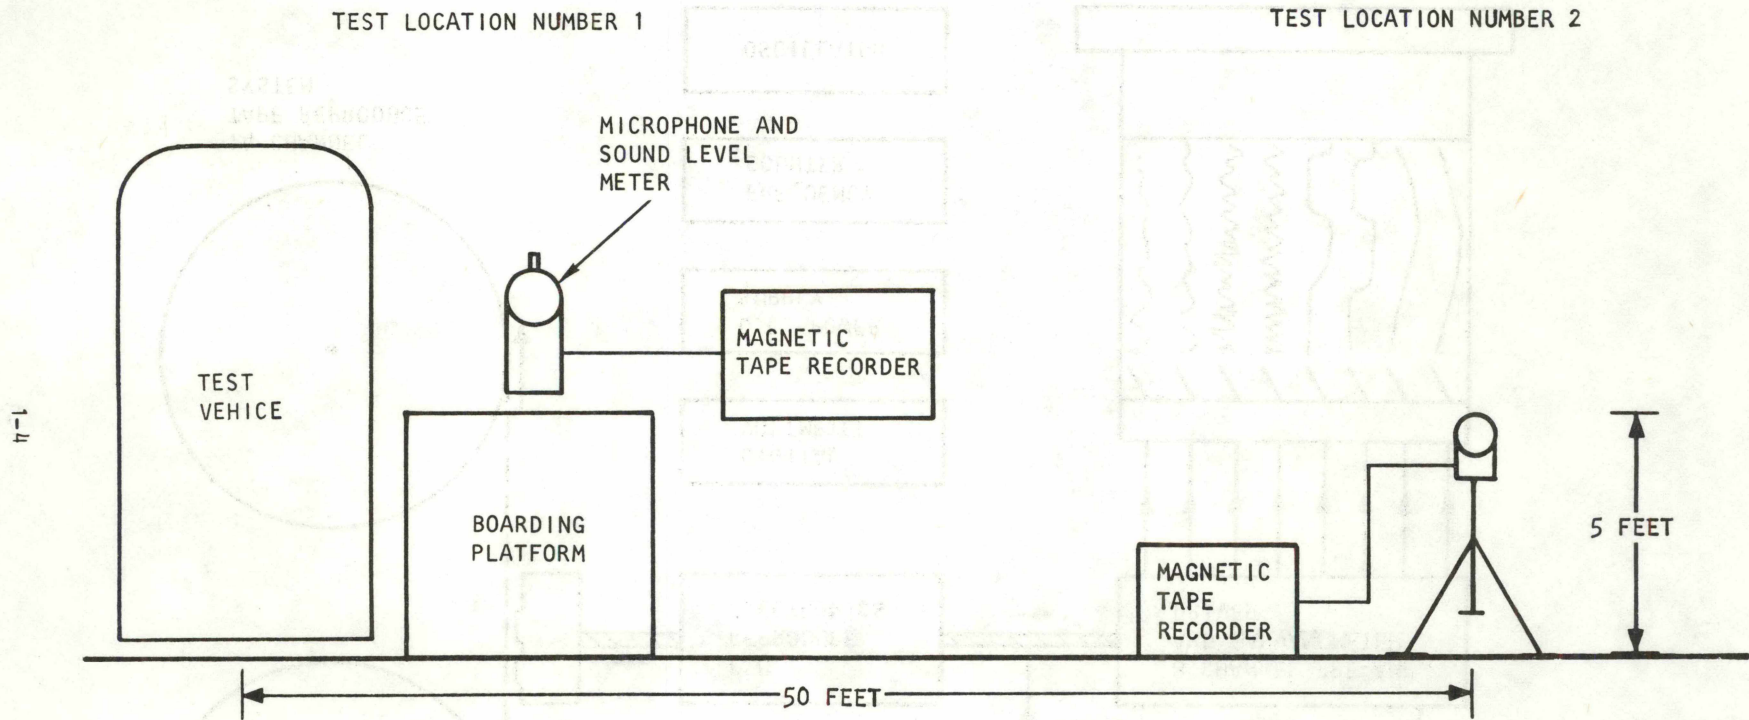 TEST LOCATION NUMBER 1
TEST LOCATION NUMBER 2
MICROPHONE AND
SOUND LEVEL
METER
MAGNETIC
TAPE RECORDER
TEST
VEHICE
BOARDING
PLATFORM
MAGNETIC
TAPE
RECORDER
5 FEET
50 FEET
1-4